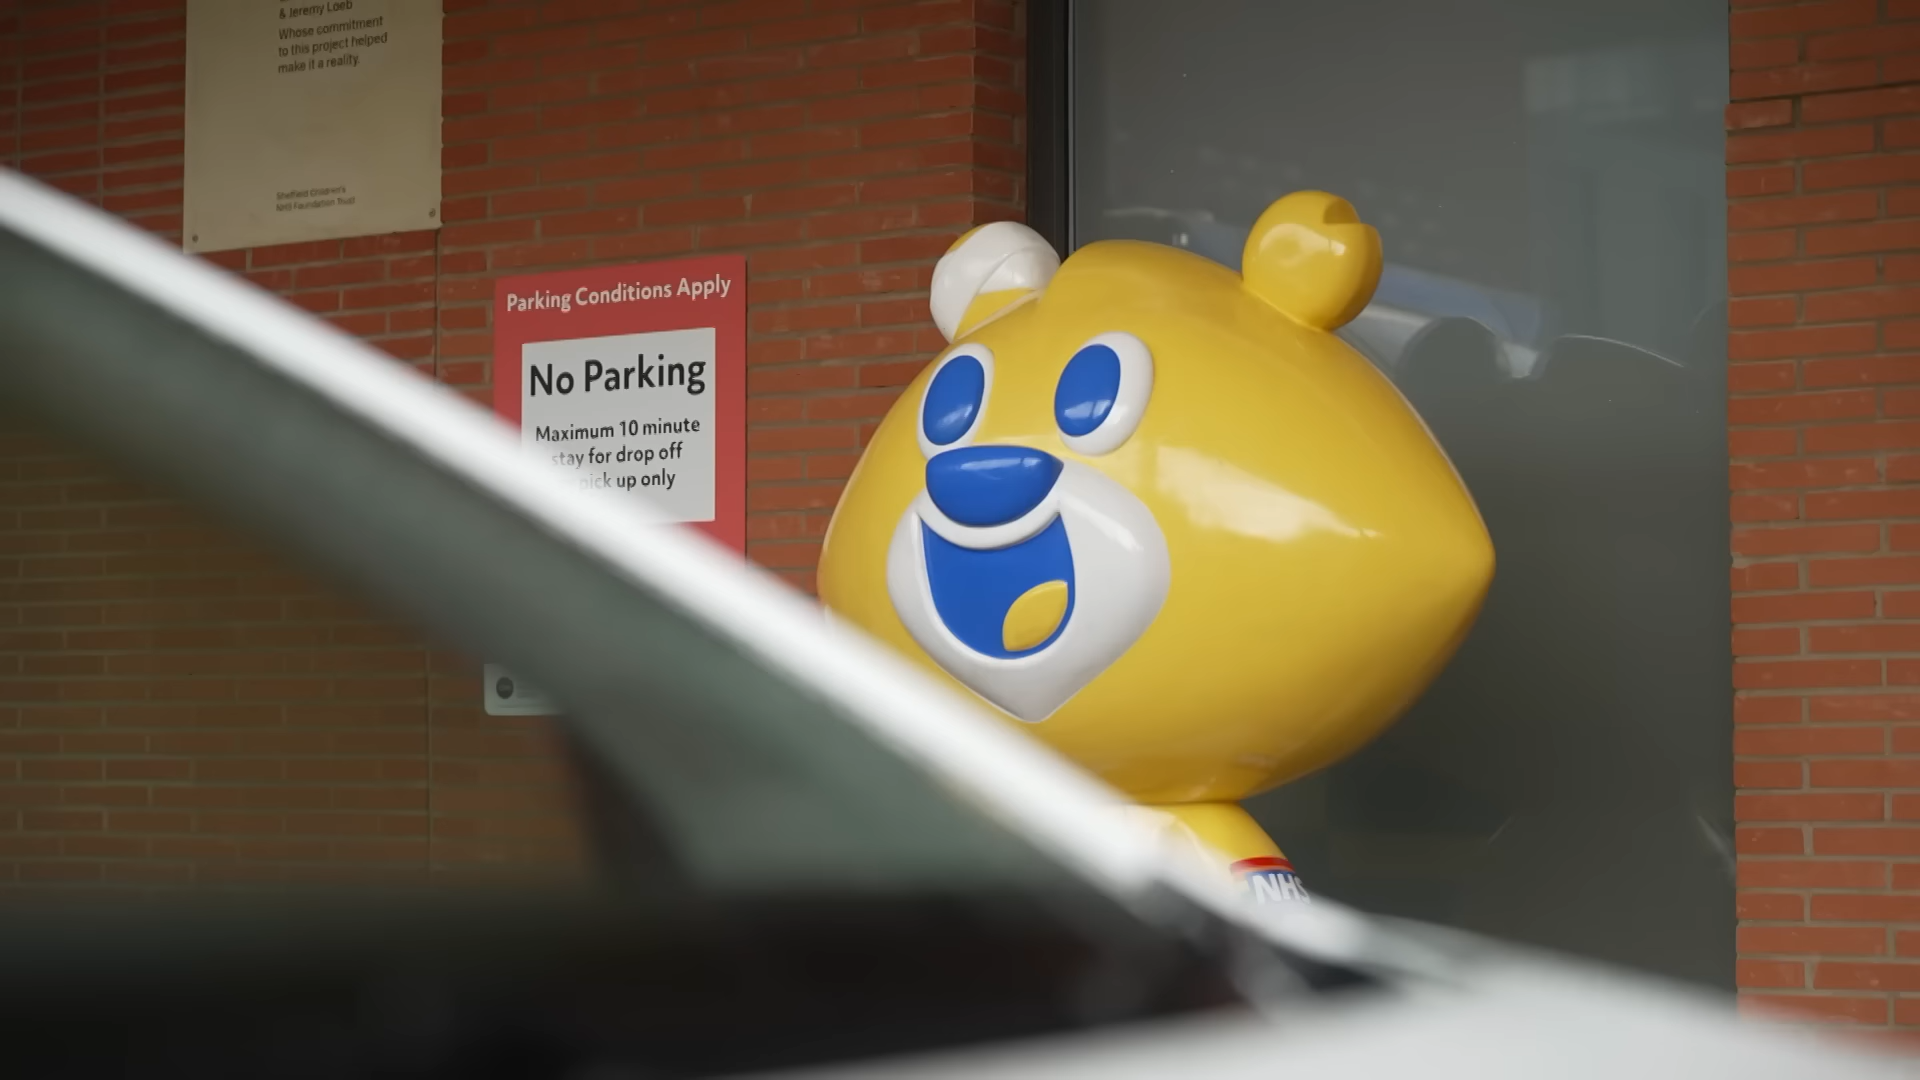 & Jeremy Loeb
Whose commitment
to this project helped
make it a reality.
Sheffield Children's
NHS Foundation Trust
Parking Conditions Apply
No Parking
Maximum 10 minute
stay for drop off
pick up only
NHS